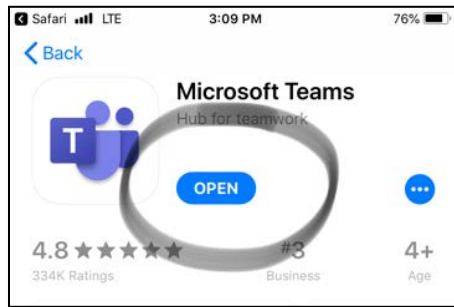 Safari LTE 3:09 PM 76%
Back
Microsoft Teams
Hub for teamwork
T
OPEN
4.8 #3 4+
334K Ratings Business Age